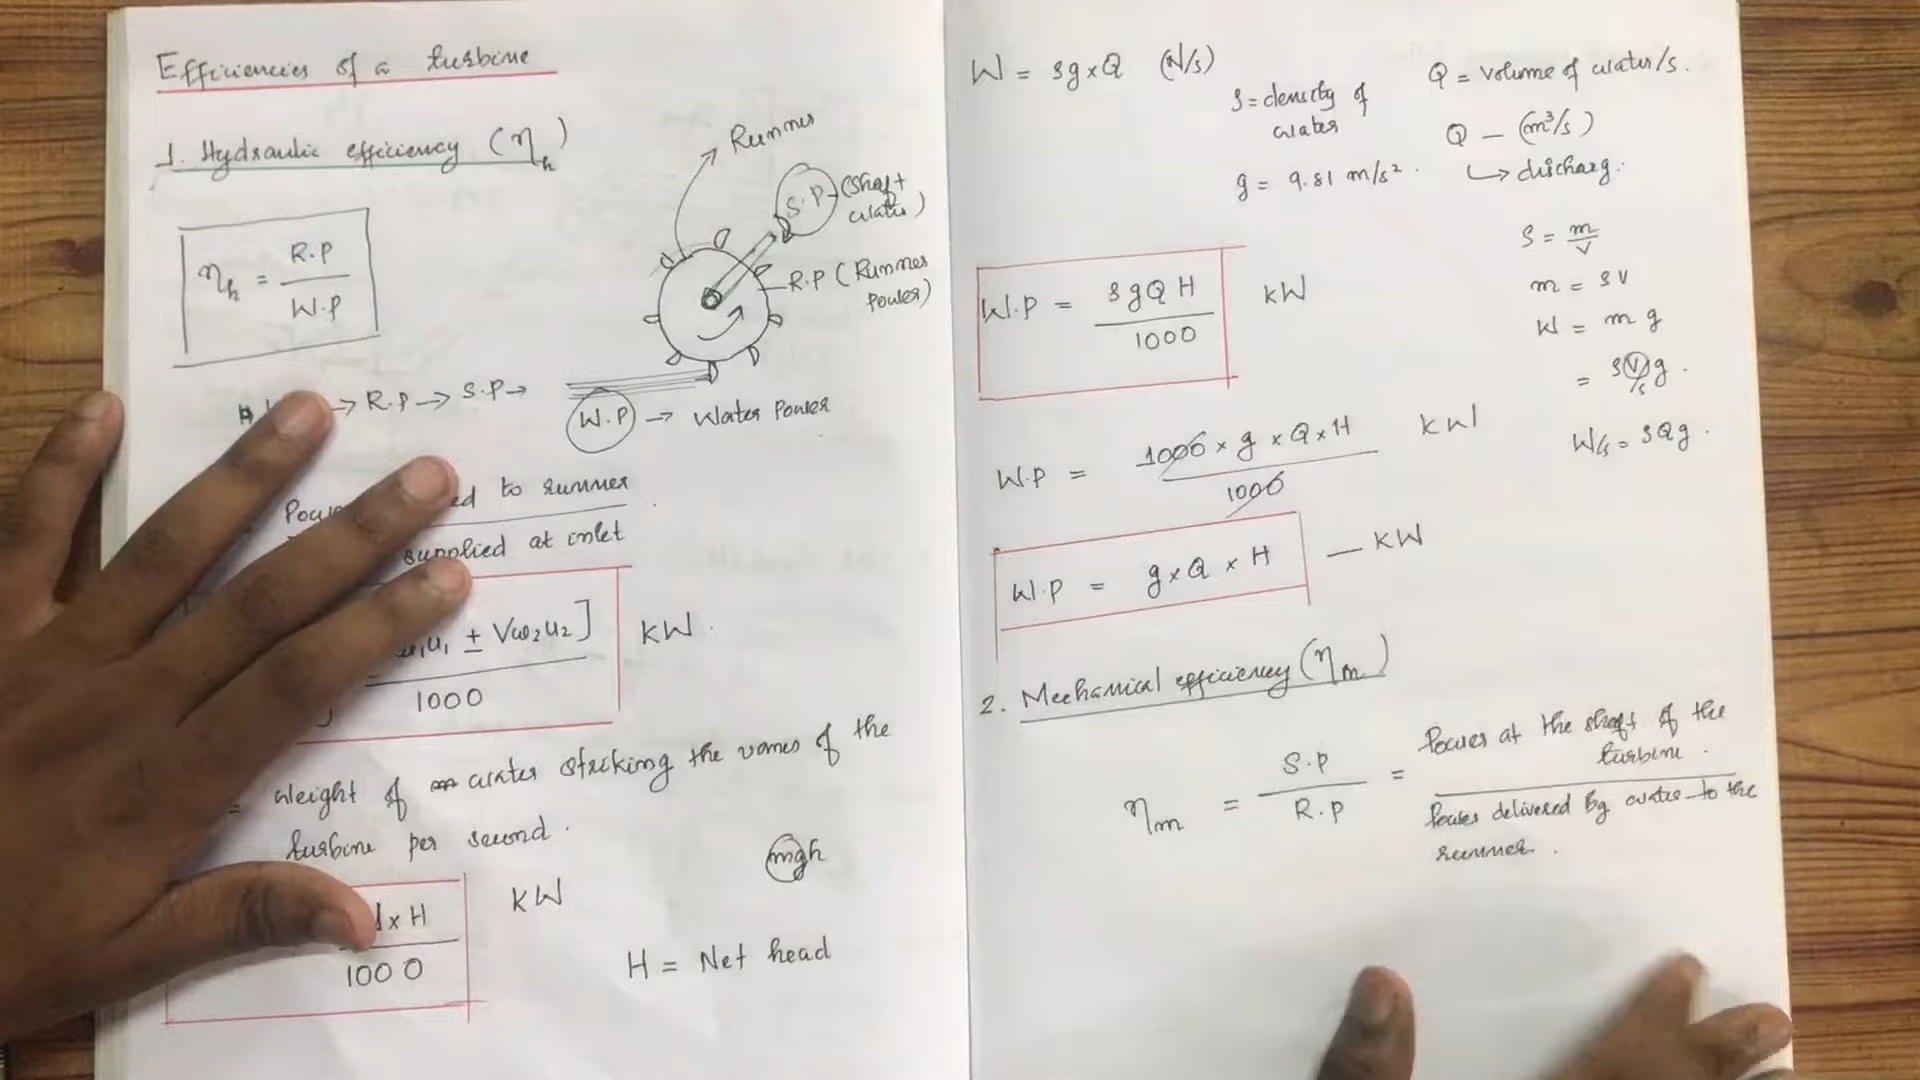 Efficiencies of a turbine
1. Hydraulic efficiency (ηh)
Runner
S.P - (Shaft
water)
ηh = R.P / W.P
R.P (Runner
Power)
→ R.P → S.P →
W.P → Water Power
to runner
supplied at inlet
u1 ± Vw2u2] kW.
1000
= Weight of water striking the vanes of the
turbine per second.
mgh
x H kW
1000
H = Net head
W = ρg×Q (N/s)
ρ = density of
water
Q = volume of water/s.
Q - (m³/s)
↳ discharg.
g = 9.81 m/s².
ρ = m/V
m = ρV
W = mg
= ρV/s g.
W/s = ρQg.
W.P = ρgQH / 1000 kW
W.P = 1000 × g × Q × H / 1000 kW
W.P = g×Q × H — kW
2. Mechanical efficiency (ηm)
ηm = S.P / R.P = Power at the shaft of the
turbine.
Power delivered by water to the
runner.